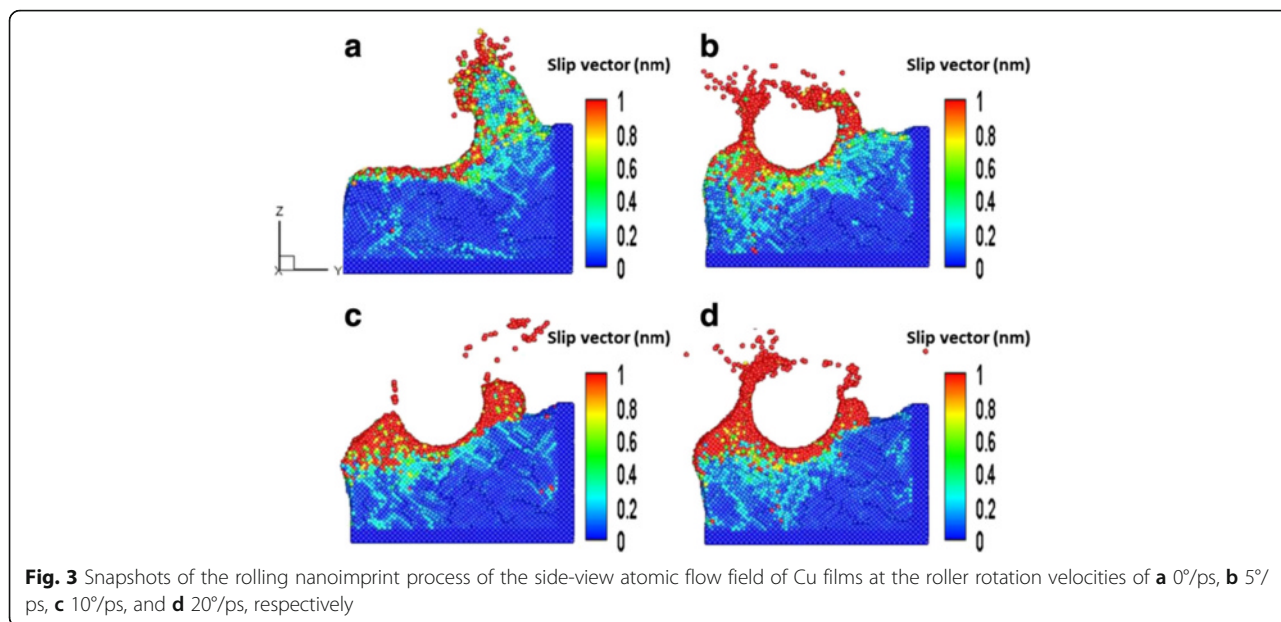 a
Slip vector (nm)
1
0.8
0.6
0.4
0.2
0
b
Slip vector (nm)
1
0.8
0.6
0.4
0.2
0
Z
X
Y
c
Slip vector (nm)
1
0.8
0.6
0.4
0.2
0
d
Slip vector (nm)
1
0.8
0.6
0.4
0.2
0
Fig. 3 Snapshots of the rolling nanoimprint process of the side-view atomic flow field of Cu films at the roller rotation velocities of a 0°/ps, b 5°/
ps, c 10°/ps, and d 20°/ps, respectively